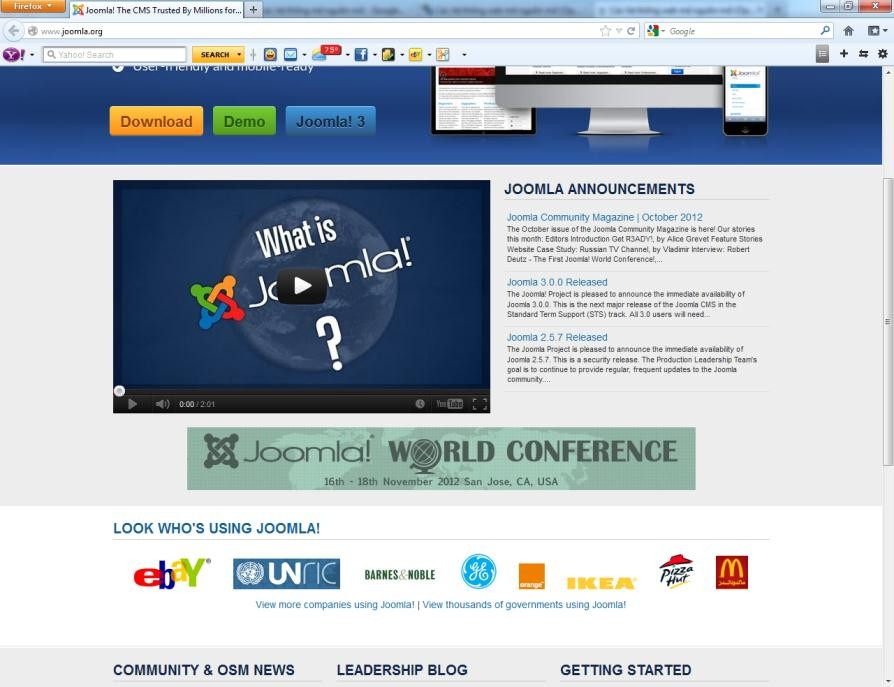 Firefox
Joomla! The CMS Trusted By Millions for...
www.joomla.org
Google
Yahoo! Search
SEARCH
75°
User-friendly and mobile-ready
Download
Demo
Joomla! 3
What is
Joomla!
?
0:00 / 2:01
YouTube
JOOMLA ANNOUNCEMENTS
Joomla Community Magazine | October 2012
The October issue of the Joomla Community Magazine is here! Our stories
this month: Editors Introduction Get R3ADY!, by Alice Grevet Feature Stories
Website Case Study: Russian TV Channel, by Vladimir Interview: Robert
Deutz - The First Joomla! World Conference!,...
Joomla 3.0.0 Released
The Joomla! Project is pleased to announce the immediate availability of
Joomla 3.0.0. This is the next major release of the Joomla CMS in the
Standard Term Support (STS) track. All 3.0 users will need...
Joomla 2.5.7 Released
The Joomla Project is pleased to announce the immediate availability of
Joomla 2.5.7. This is a security release. The Production Leadership Team's
goal is to continue to provide regular, frequent updates to the Joomla
community....
Joomla! WORLD CONFERENCE
16th - 18th November 2012 San Jose, CA, USA
LOOK WHO'S USING JOOMLA!
ebaY
UNRIC
BARNES&NOBLE
GE
orange
IKEA
Pizza Hut
ماكدونالدز
View more companies using Joomla! | View thousands of governments using Joomla!
COMMUNITY & OSM NEWS
LEADERSHIP BLOG
GETTING STARTED